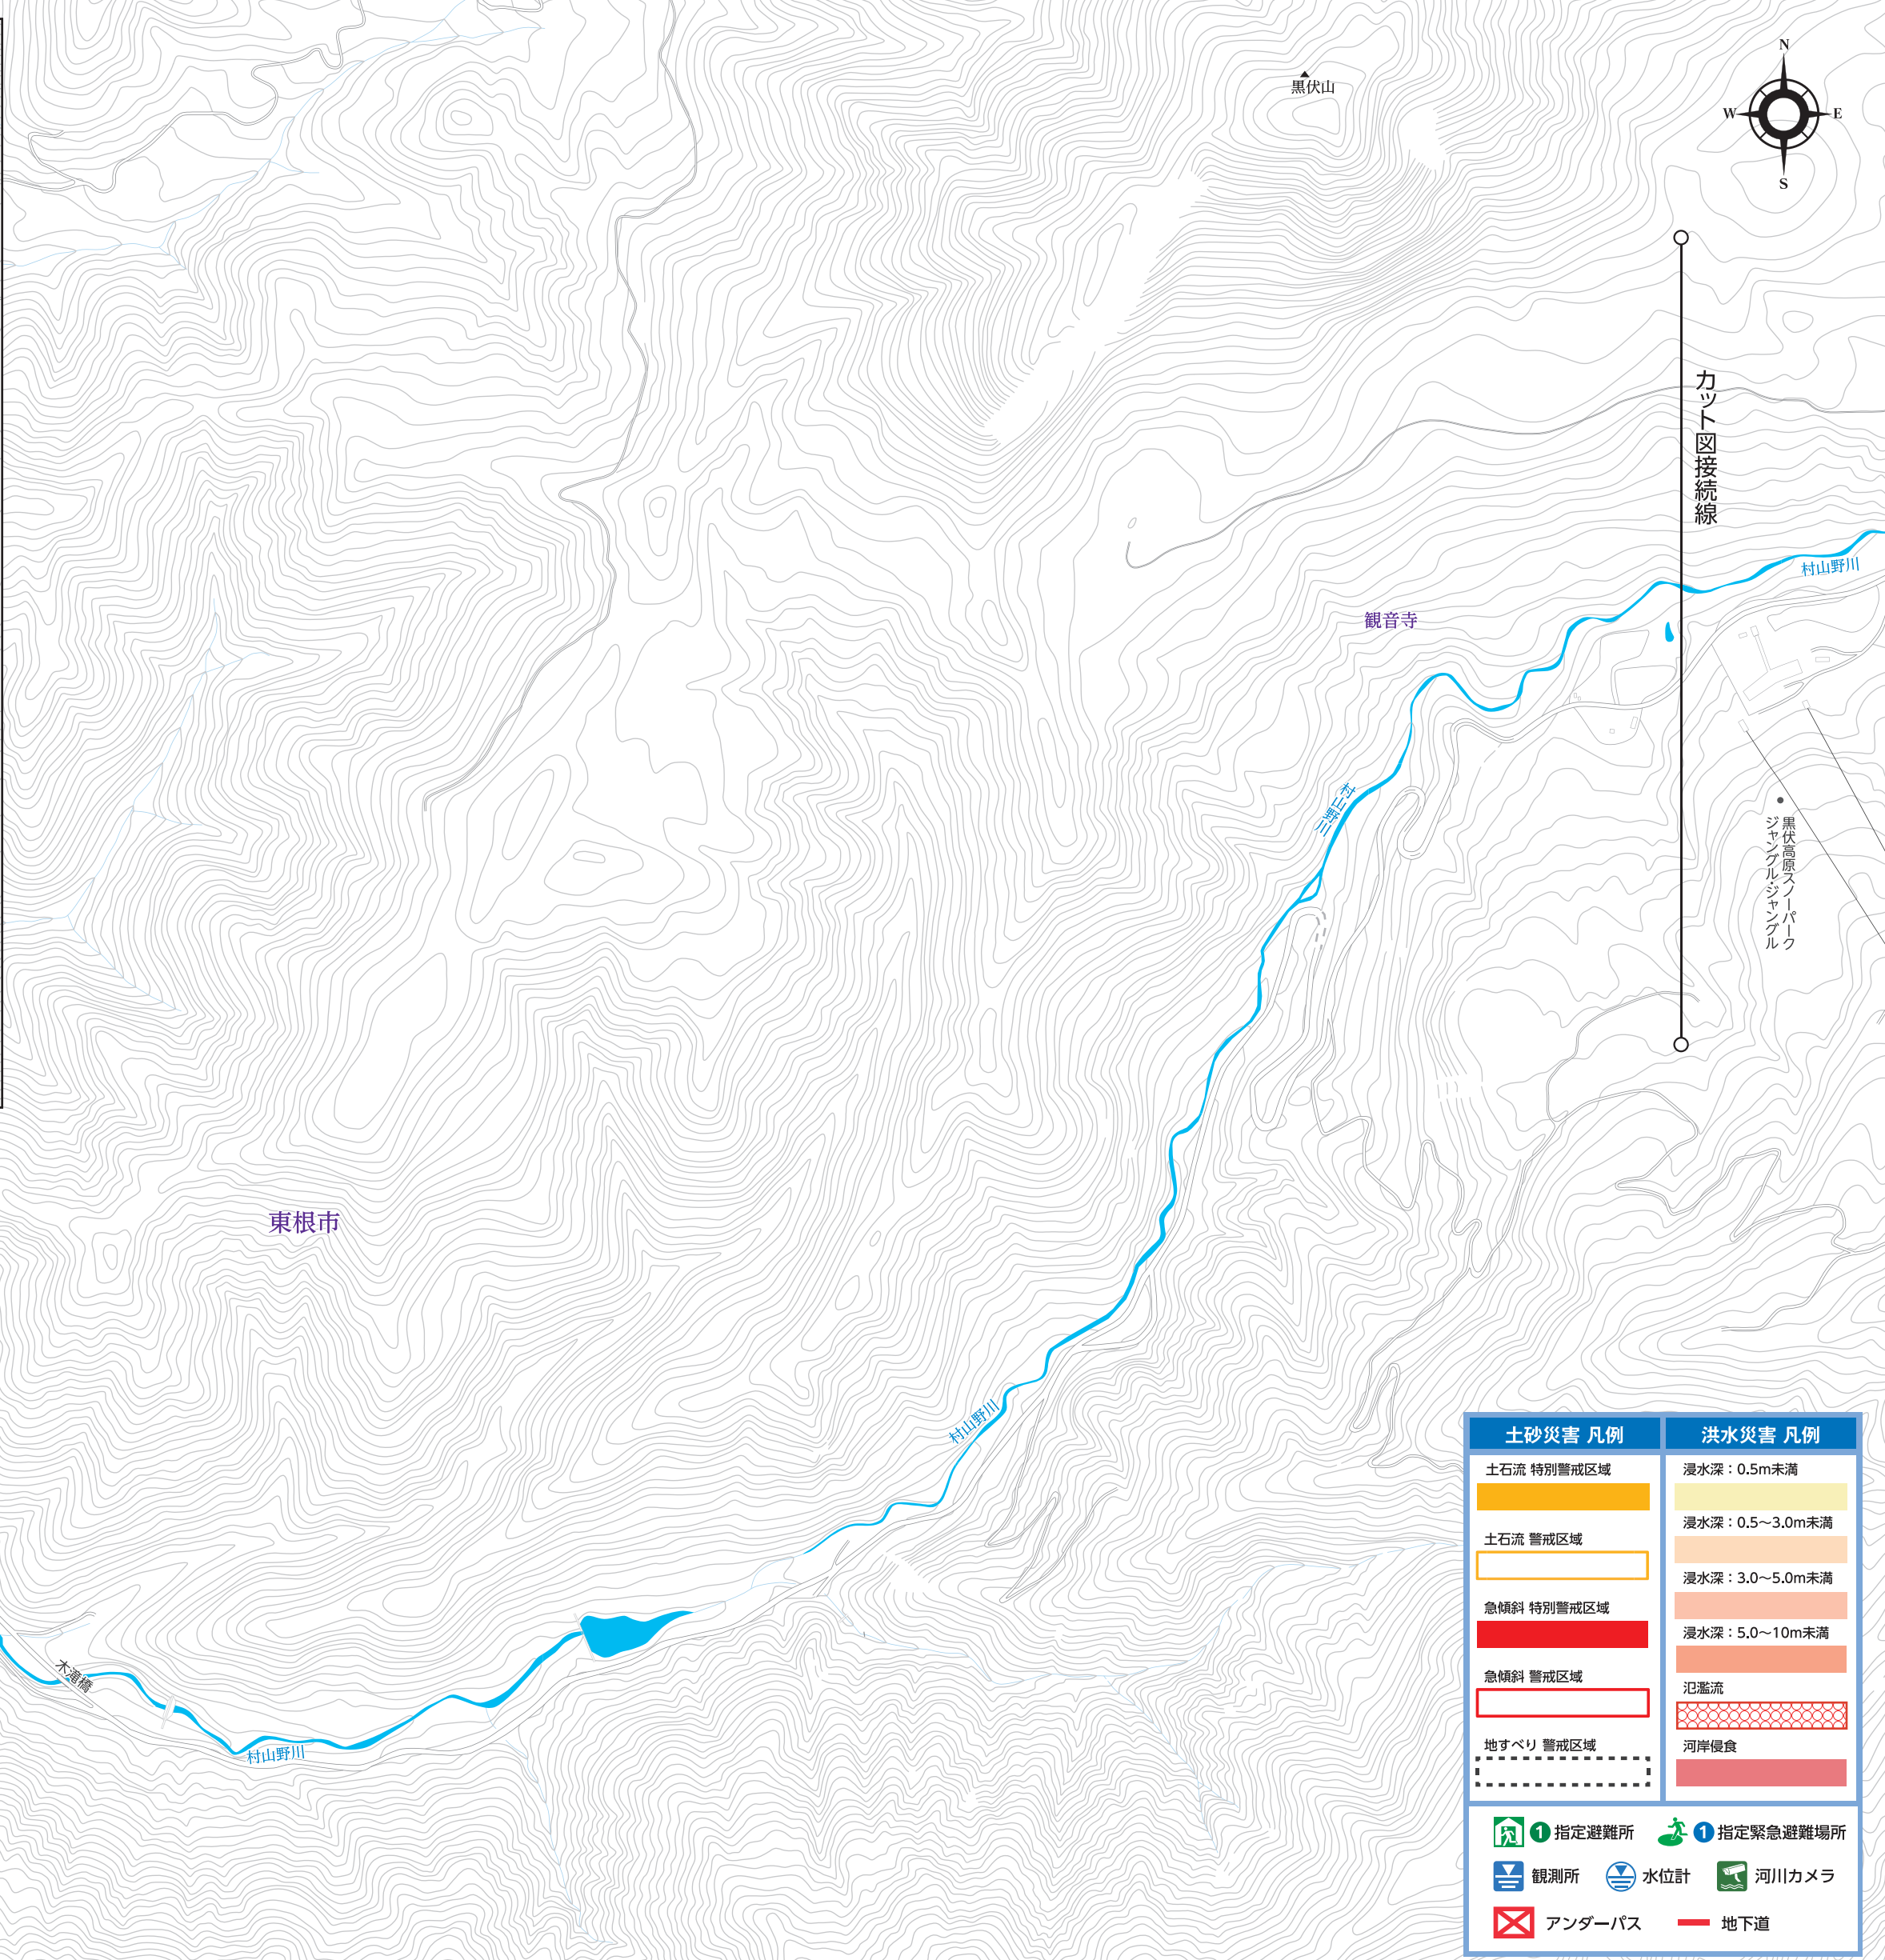 黒伏山
N
W
E
S
カット図接続線
村山野川
観音寺
村山野川
黒伏高原スノーパーク
ジャングル・ジャングル
東根市
村山野川
木滝橋
村山野川
土砂災害 凡例
土石流 特別警戒区域
土石流 警戒区域
急傾斜 特別警戒区域
急傾斜 警戒区域
地すべり 警戒区域
洪水災害 凡例
浸水深：0.5m未満
浸水深：0.5～3.0m未満
浸水深：3.0～5.0m未満
浸水深：5.0～10m未満
氾濫流
河岸侵食
1 指定避難所
1 指定緊急避難場所
観測所
水位計
河川カメラ
アンダーパス
地下道